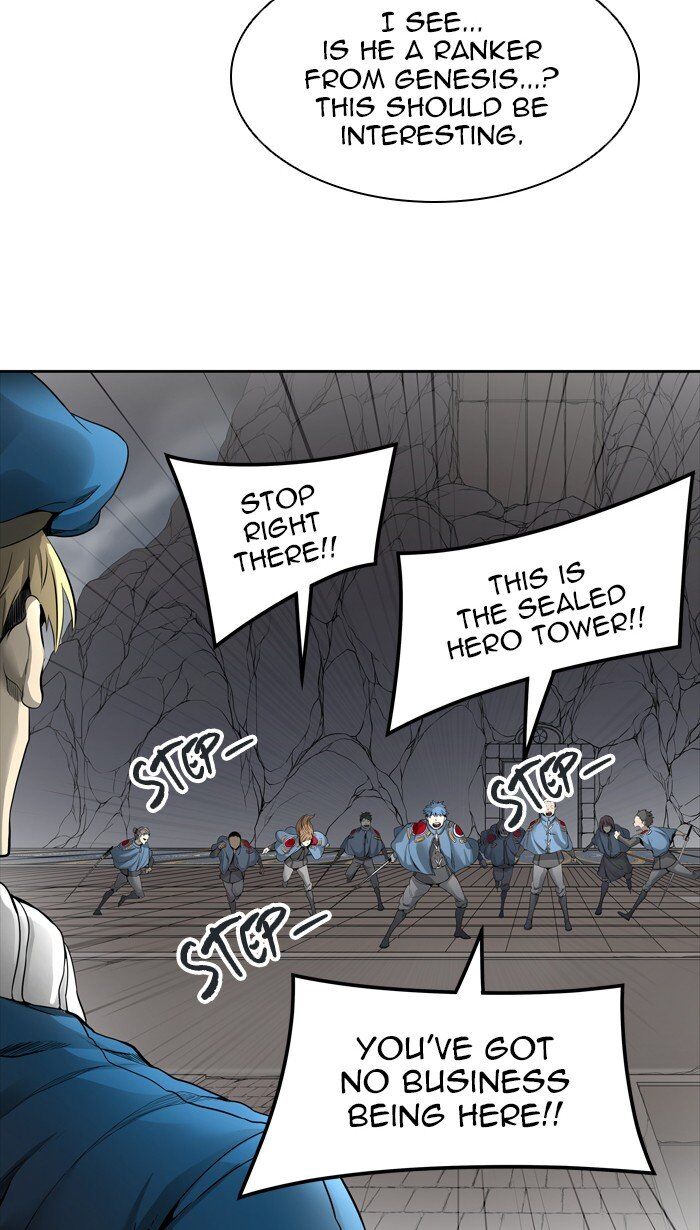 I SEE...
IS HE A RANKER
FROM GENESIS...?
THIS SHOULD BE
INTERESTING.
STOP
RIGHT
THERE!!
THIS IS
THE SEALED
HERO TOWER!!
STEP-
STEP-
STEP-
YOU'VE GOT
NO BUSINESS
BEING HERE!!